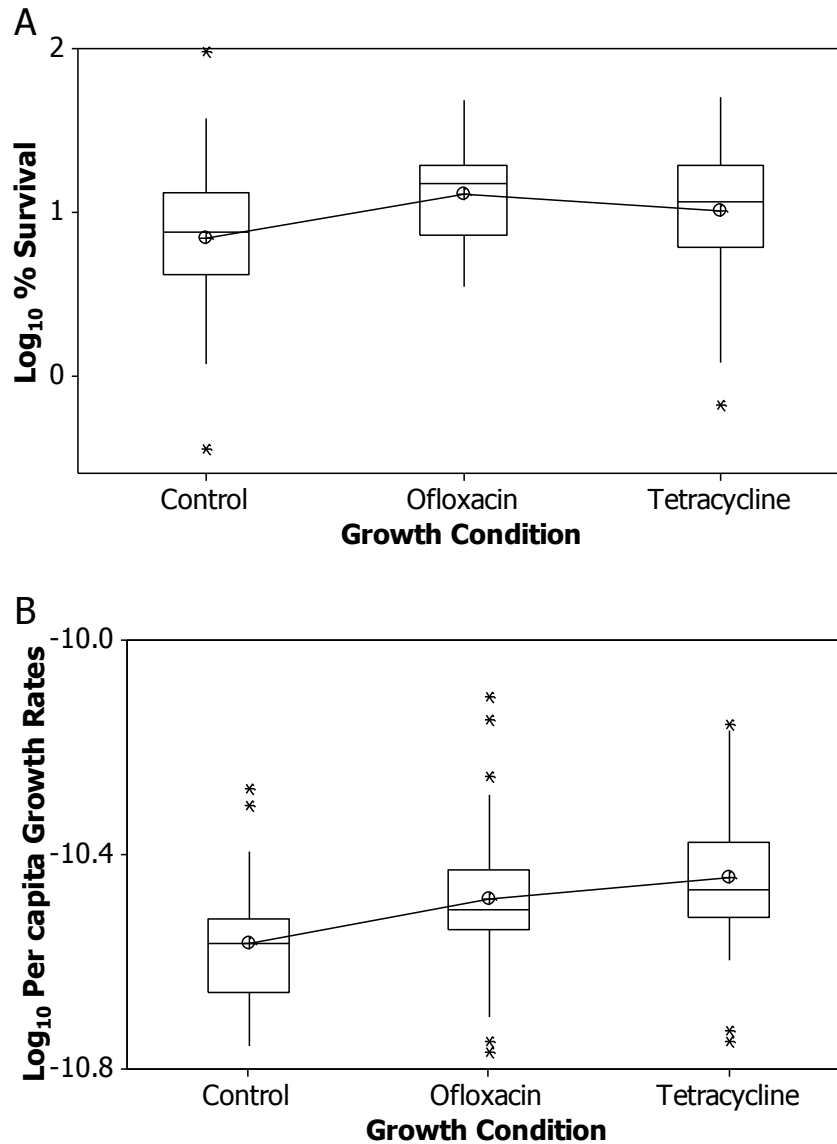 A
2
1
0
Log₁₀ % Survival
Control Ofloxacin Tetracycline
Growth Condition
B
-10.0
-10.4
-10.8
Log₁₀ Per capita Growth Rates
Control Ofloxacin Tetracycline
Growth Condition